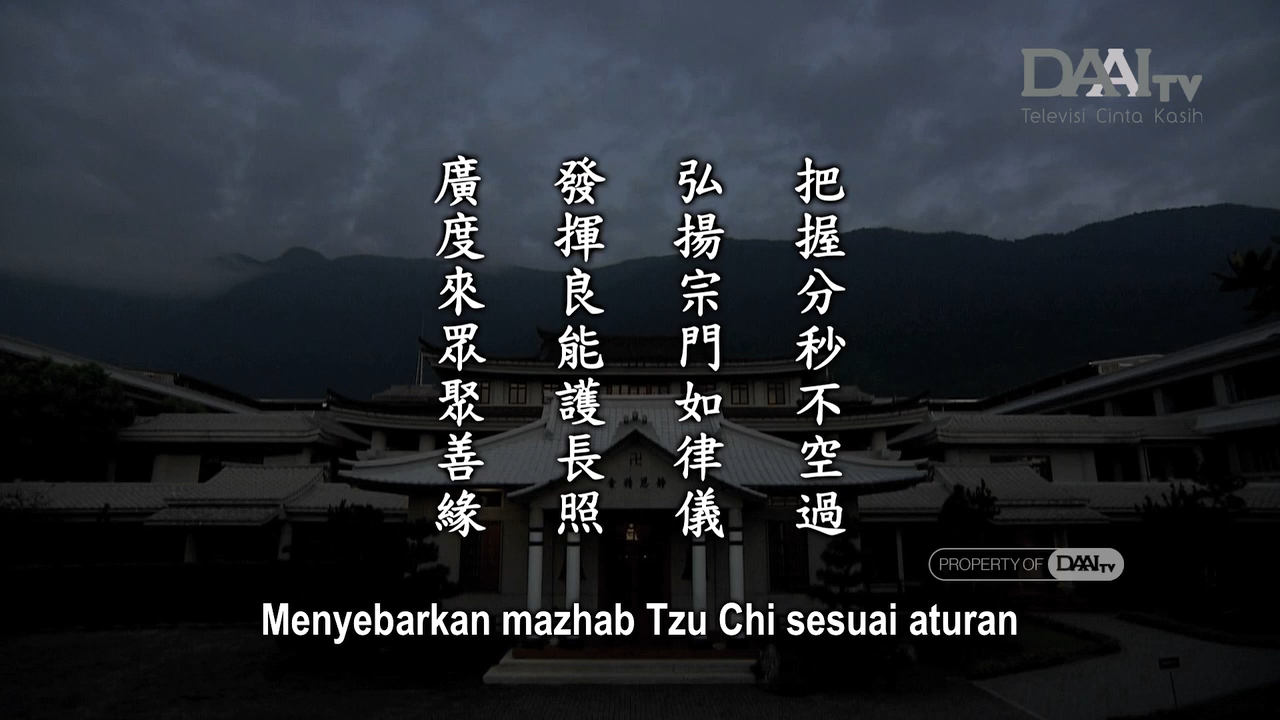 DAAI TV
Televisi Cinta Kasih
把握分秒不空過
弘揚宗門如律儀
發揮良能護長照
廣度來眾聚善緣
PROPERTY OF DAAI TV
Menyebarkan mazhab Tzu Chi sesuai aturan